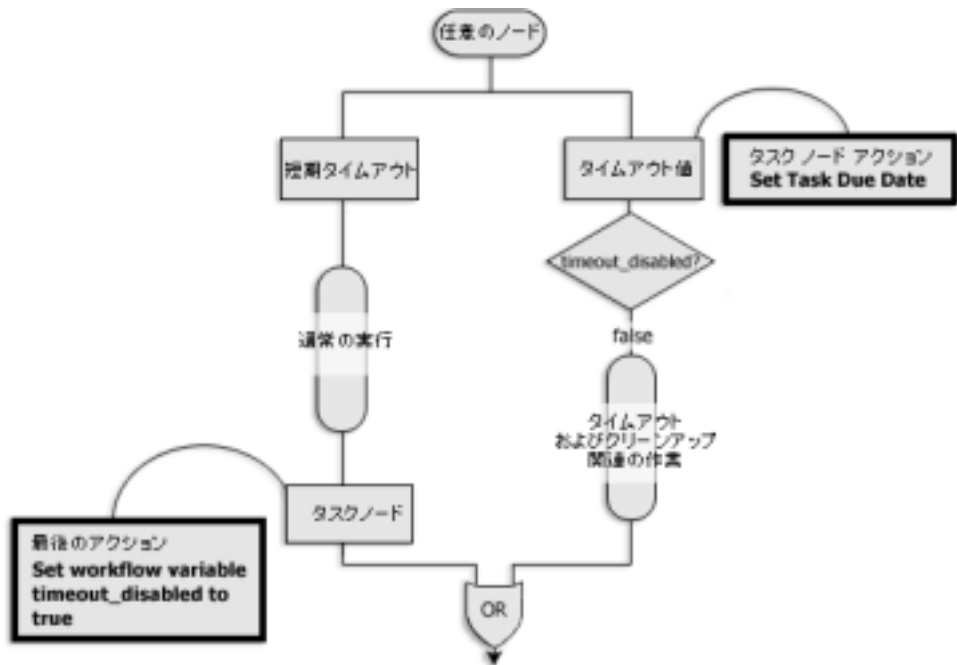 任意のノード
短期タイムアウト
タイムアウト値
タスク ノード アクション
Set Task Due Date
timeout_disabled?
false
通常の実行
タイムアウト
およびクリーンアップ
関連の作業
タスクノード
最後のアクション
Set workflow variable
timeout_disabled to
true
OR